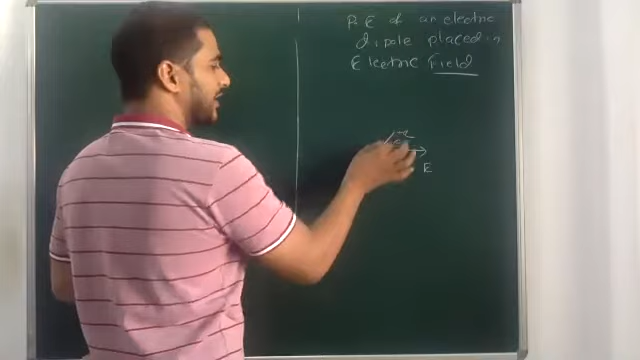 P.E of an electric
dipole placed in
Electric Field
E